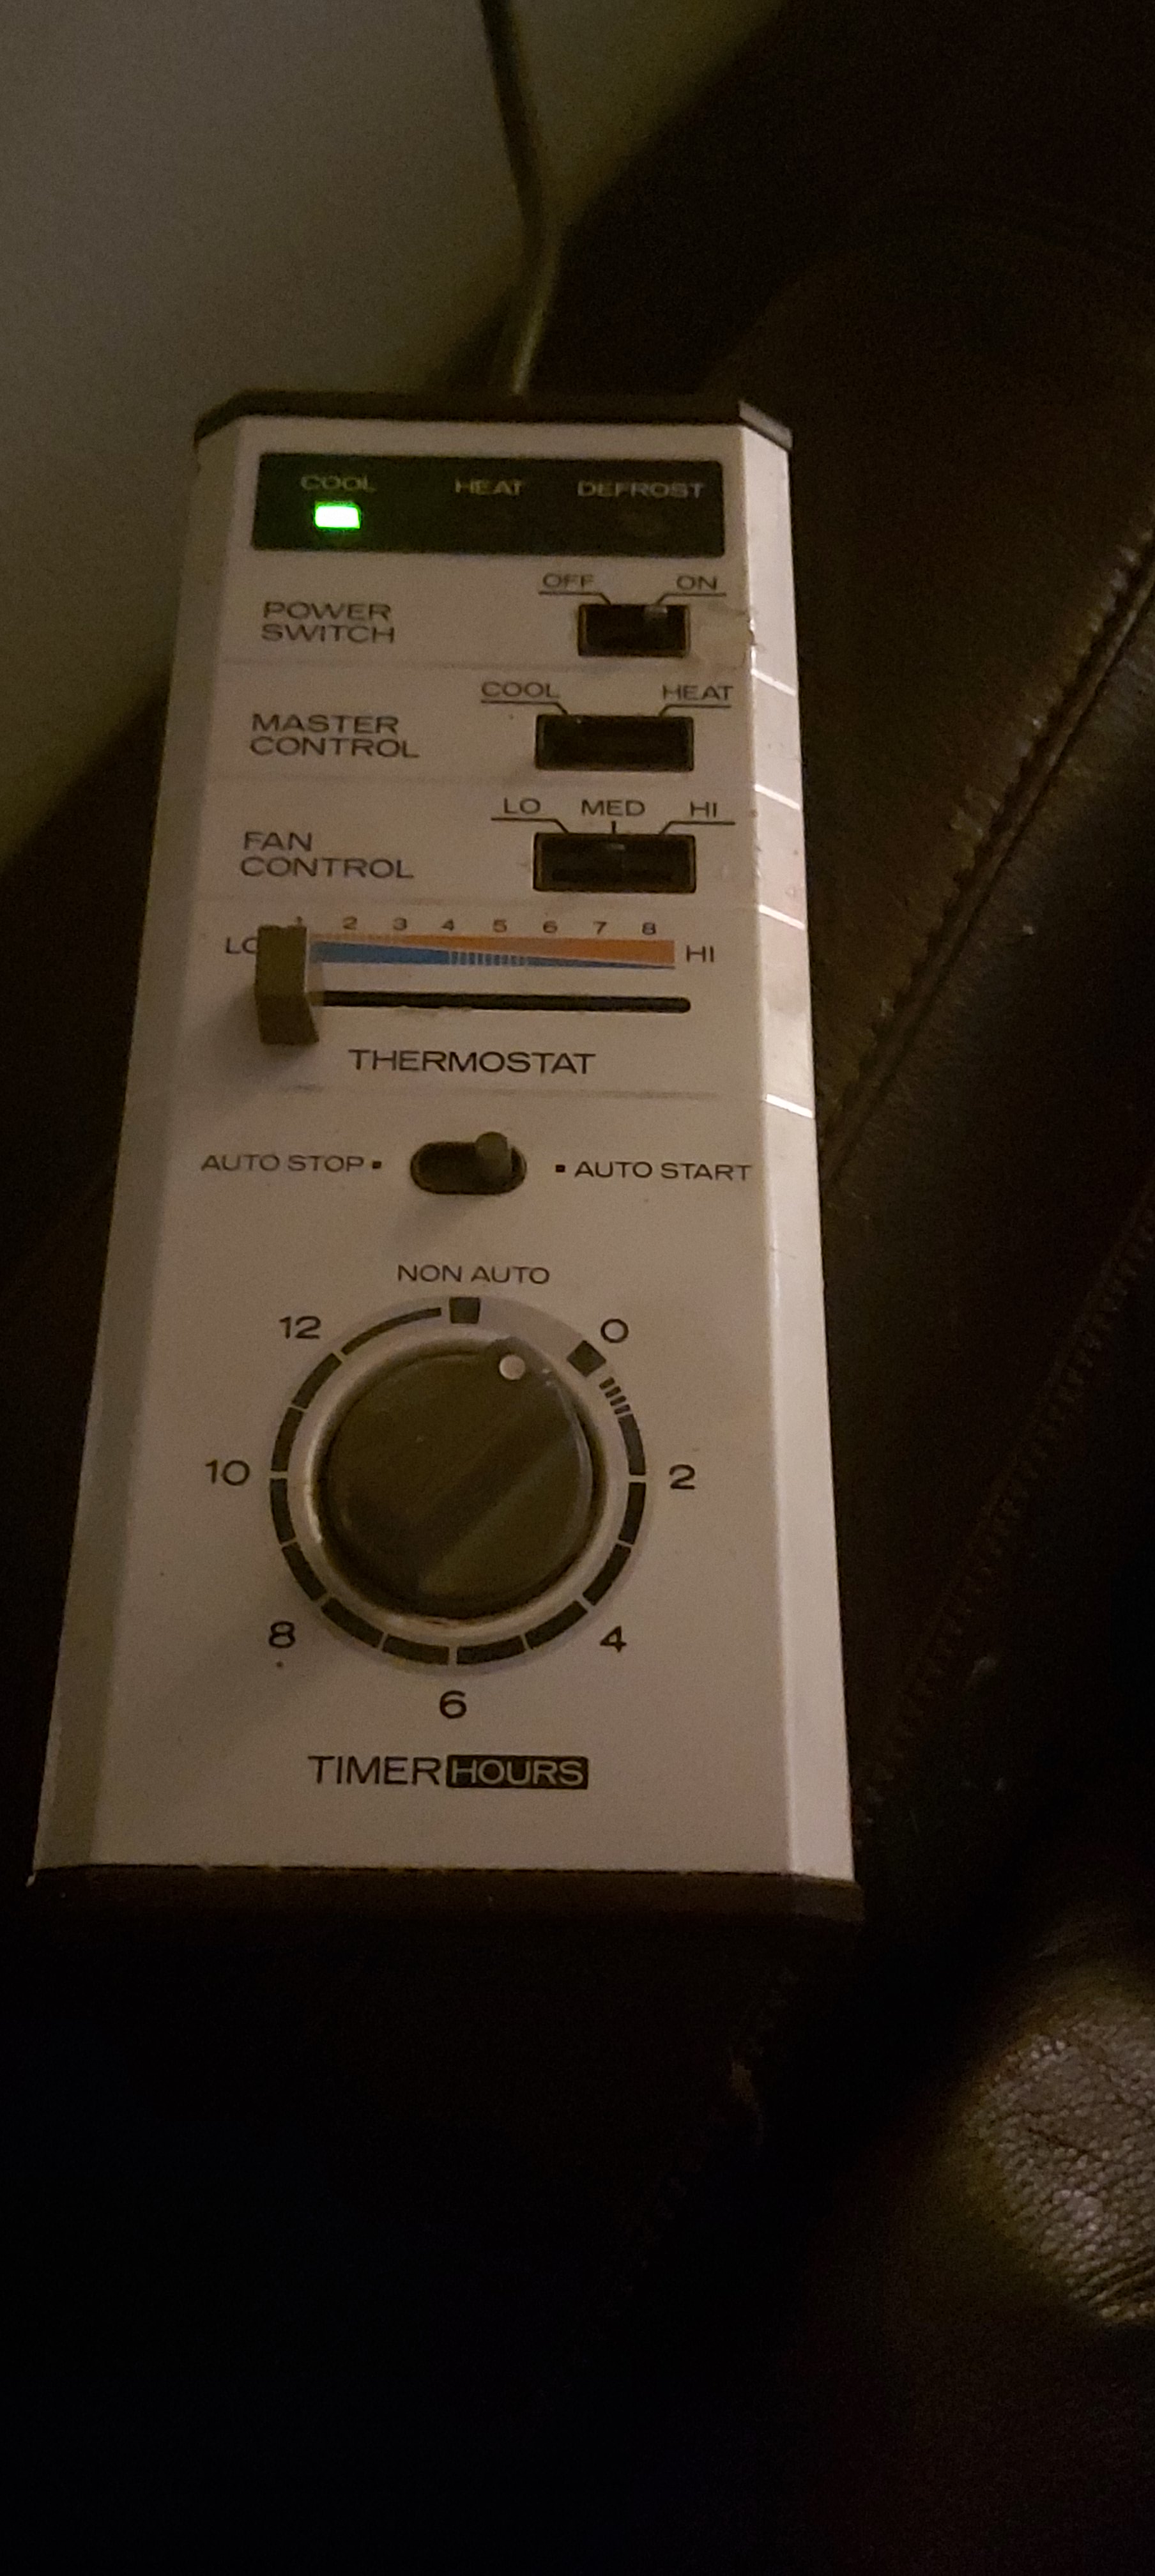 COOL HEAT DEFROST
OFF ON
POWER
SWITCH
COOL HEAT
MASTER
CONTROL
LO MED HI
FAN
CONTROL
1 2 3 4 5 6 7 8
LO HI
THERMOSTAT
AUTO STOP • • AUTO START
NON AUTO
12 0
10 2
8 4
6
TIMER HOURS